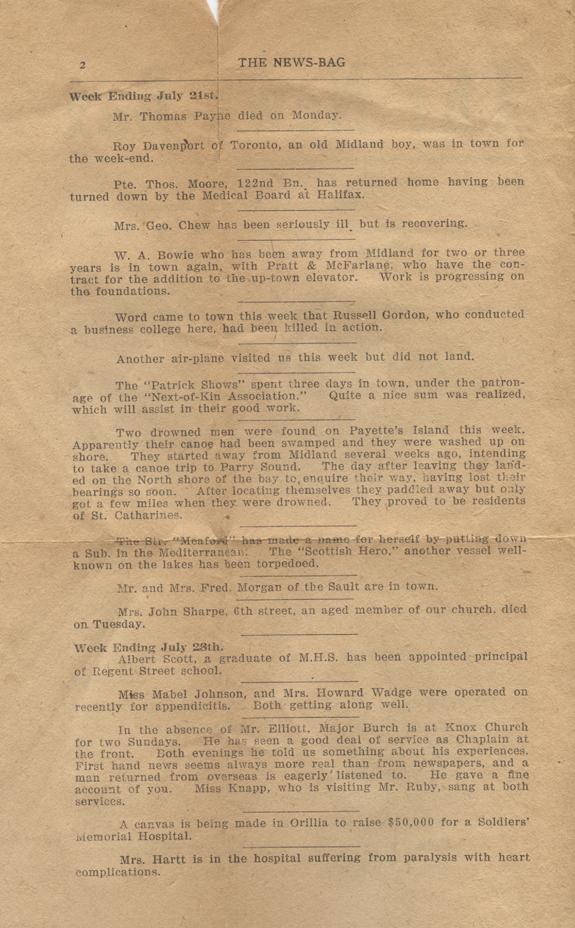 2
THE NEWS-BAG
Week Ending July 21st.
Mr. Thomas Payne died on Monday.
Roy Davenport of Toronto, an old Midland boy, was in town for
the week-end.
Pte. Thos. Moore, 122nd Bn. has returned home having been
turned down by the Medical Board at Halifax.
Mrs. Geo. Chew has been seriously ill but is recovering.
W. A. Bowie who has been away from Midland for two or three
years is in town again, with Pratt & McFarlane, who have the con-
tract for the addition to the up-town elevator. Work is progressing on
the foundations.
Word came to town this week that Russell Gordon, who conducted
a business college here, had been killed in action.
Another air-plane visited us this week but did not land.
The "Patrick Shows" spent three days in town, under the patron-
age of the "Next-of-Kin Association." Quite a nice sum was realized,
which will assist in their good work.
Two drowned men were found on Payette's Island this week.
Apparently their canoe had been swamped and they were washed up on
shore. They started away from Midland several weeks ago, intending
to take a canoe trip to Parry Sound. The day after leaving they land-
ed on the North shore of the bay to enquire their way, having lost their
bearings so soon. After locating themselves they paddled away but only
got a few miles when they were drowned. They proved to be residents
of St. Catharines.
The Str. "Meaford" has made a name for herself by putting down
a Sub. in the Mediterranean. The "Scottish Hero," another vessel well-
known on the lakes has been torpedoed.
Mr. and Mrs. Fred. Morgan of the Sault are in town.
Mrs. John Sharpe, 6th street, an aged member of our church, died
on Tuesday.
Week Ending July 28th.
Albert Scott, a graduate of M.H.S. has been appointed principal
of Regent Street school.
Miss Mabel Johnson, and Mrs. Howard Wadge were operated on
recently for appendicitis. Both getting along well.
In the absence of Mr. Elliott, Major Burch is at Knox Church
for two Sundays. He has seen a good deal of service as Chaplain at
the front. Both evenings he told us something about his experiences.
First hand news seems always more real than from newspapers, and a
man returned from overseas is eagerly listened to. He gave a fine
account of you. Miss Knapp, who is visiting Mr. Ruby, sang at both
services.
A canvas is being made in Orillia to raise $50,000 for a Soldiers'
Memorial Hospital.
Mrs. Hartt is in the hospital suffering from paralysis with heart
complications.